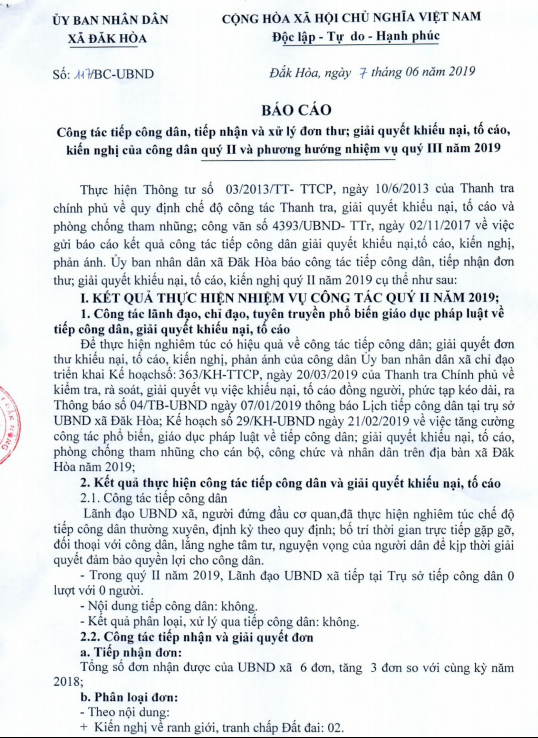 ỦY BAN NHÂN DÂN
XÃ ĐĂK HÒA
CỘNG HÒA XÃ HỘI CHỦ NGHĨA VIỆT NAM
Độc lập - Tự do - Hạnh phúc
Số: 117/BC-UBND
Đắk Hòa, ngày 7 tháng 06 năm 2019
BÁO CÁO
Công tác tiếp công dân, tiếp nhận và xử lý đơn thư; giải quyết khiếu nại, tố cáo,
kiến nghị của công dân quý II và phương hướng nhiệm vụ quý III năm 2019
Thực hiện Thông tư số 03/2013/TT- TTCP, ngày 10/6/2013 của Thanh tra
chính phủ về quy định chế độ công tác Thanh tra, giải quyết khiếu nại, tố cáo và
phòng chống tham nhũng; công văn số 4393/UBND- TTr, ngày 02/11/2017 về việc
gửi báo cáo kết quả công tác tiếp công dân giải quyết khiếu nại,tố cáo, kiến nghị,
phản ánh. Ủy ban nhân dân xã Đăk Hòa báo công tác tiếp công dân, tiếp nhận đơn
thư; giải quyết khiếu nại, tố cáo, kiến nghị quý II năm 2019 cụ thể như sau:
I. KẾT QUẢ THỰC HIỆN NHIỆM VỤ CÔNG TÁC QUÝ II NĂM 2019;
1. Công tác lãnh đạo, chỉ đạo, tuyên truyền phổ biến giáo dục pháp luật về
tiếp công dân, giải quyết khiếu nại, tố cáo
Để thực hiện nghiêm túc có hiệu quả về công tác tiếp công dân; giải quyết đơn
thư khiếu nại, tố cáo, kiến nghị, phản ánh của công dân Ủy ban nhân dân xã chỉ đạo
triển khai Kế hoạchsố: 363/KH-TTCP, ngày 20/03/2019 của Thanh tra Chính phủ về
kiểm tra, rà soát, giải quyết vụ việc khiếu nại, tố cáo đông người, phức tạp kéo dài, ra
Thông báo số 04/TB-UBND ngày 07/01/2019 thông báo Lịch tiếp công dân tại trụ sở
UBND xã Đăk Hòa; Kế hoạch số 29/KH-UBND ngày 21/02/2019 về việc tăng cường
công tác phổ biến, giáo dục pháp luật về tiếp công dân; giải quyết khiếu nại, tố cáo,
phòng chống tham nhũng cho cán bộ, công chức và nhân dân trên địa bàn xã Đăk
Hòa năm 2019;
2. Kết quả thực hiện công tác tiếp công dân và giải quyết khiếu nại, tố cáo
2.1. Công tác tiếp công dân
Lãnh đạo UBND xã, người đứng đầu cơ quan,đã thực hiện nghiêm túc chế độ
tiếp công dân thường xuyên, định kỳ theo quy định; bố trí thời gian trực tiếp gặp gỡ,
đối thoại với công dân, lắng nghe tâm tư, nguyện vọng của người dân để kịp thời giải
quyết đảm bảo quyền lợi cho công dân.
- Trong quý II năm 2019, Lãnh đạo UBND xã tiếp tại Trụ sở tiếp công dân 0
lượt với 0 người.
- Nội dung tiếp công dân: không.
- Kết quả phân loại, xử lý qua tiếp công dân: không.
2.2. Công tác tiếp nhận và giải quyết đơn
a. Tiếp nhận đơn:
Tổng số đơn nhận được của UBND xã 6 đơn, tăng 3 đơn so với cùng kỳ năm
2018;
b. Phân loại đơn:
- Theo nội dung:
+ Kiến nghị về ranh giới, tranh chấp Đất đai: 02.